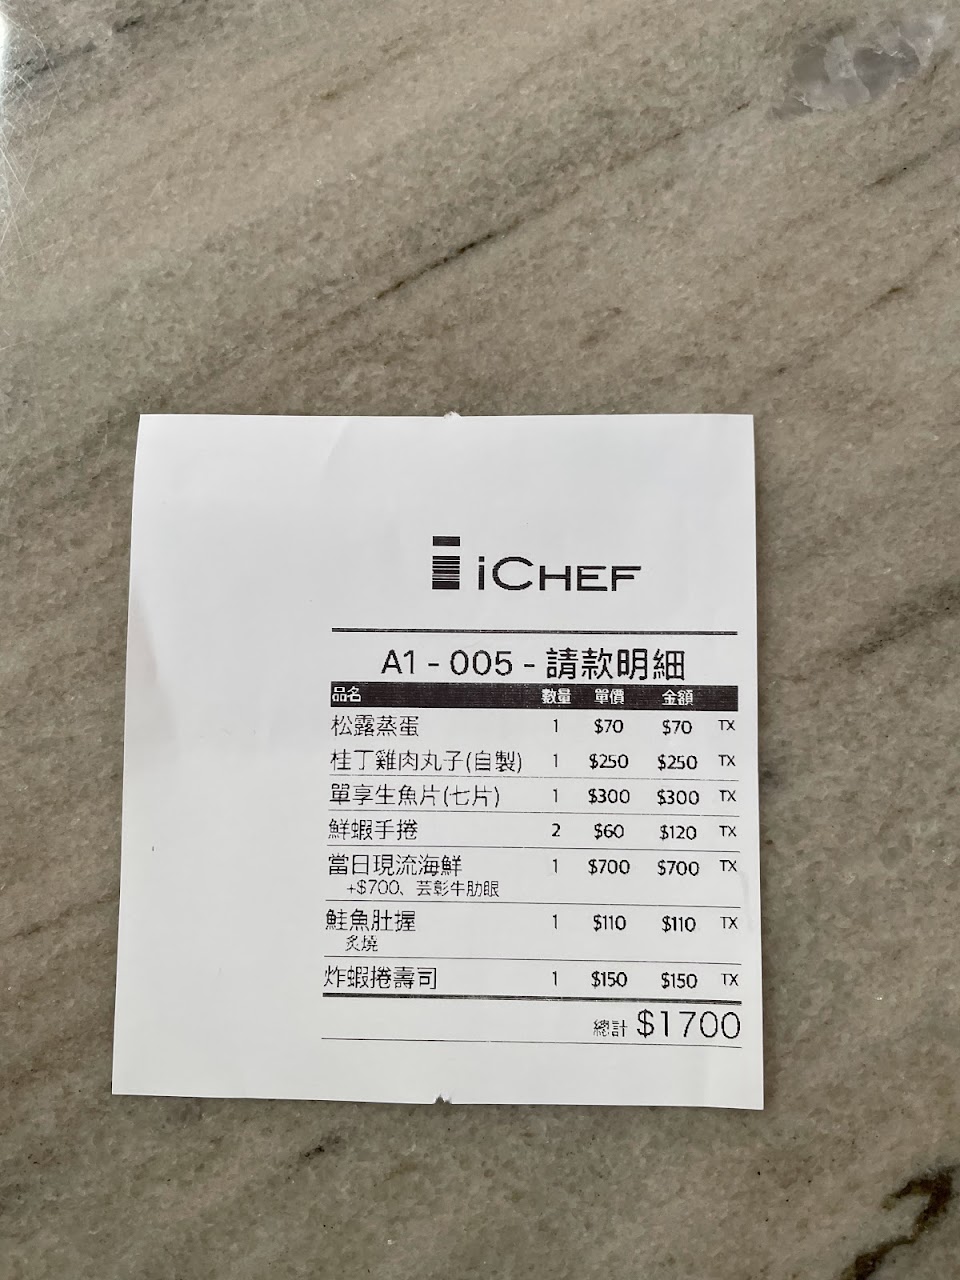 iCHEF
A1 - 005 - 請款明細
品名 數量 單價 金額
松露蒸蛋 1 $70 $70 TX
桂丁雞肉丸子(自製) 1 $250 $250 TX
單享生魚片(七片) 1 $300 $300 TX
鮮蝦手捲 2 $60 $120 TX
當日現流海鮮 1 $700 $700 TX
+$700、芸彰牛肋眼
鮭魚肚握 1 $110 $110 TX
炙燒
炸蝦捲壽司 1 $150 $150 TX
總計 $1700